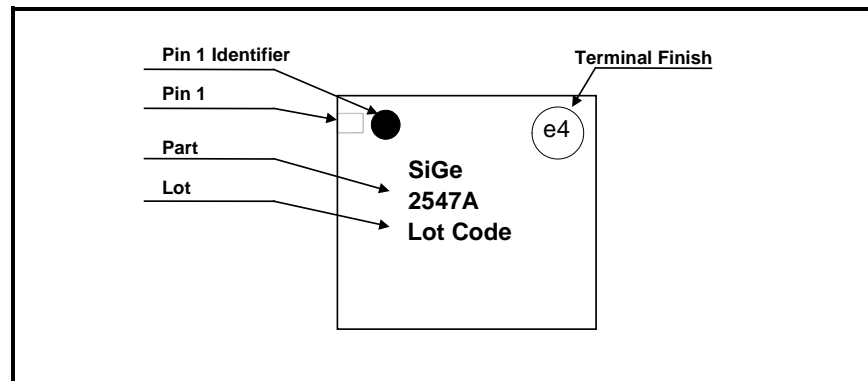 Pin 1 Identifier
Terminal Finish
Pin 1
e4
Part
SiGe
Lot
2547A
Lot Code